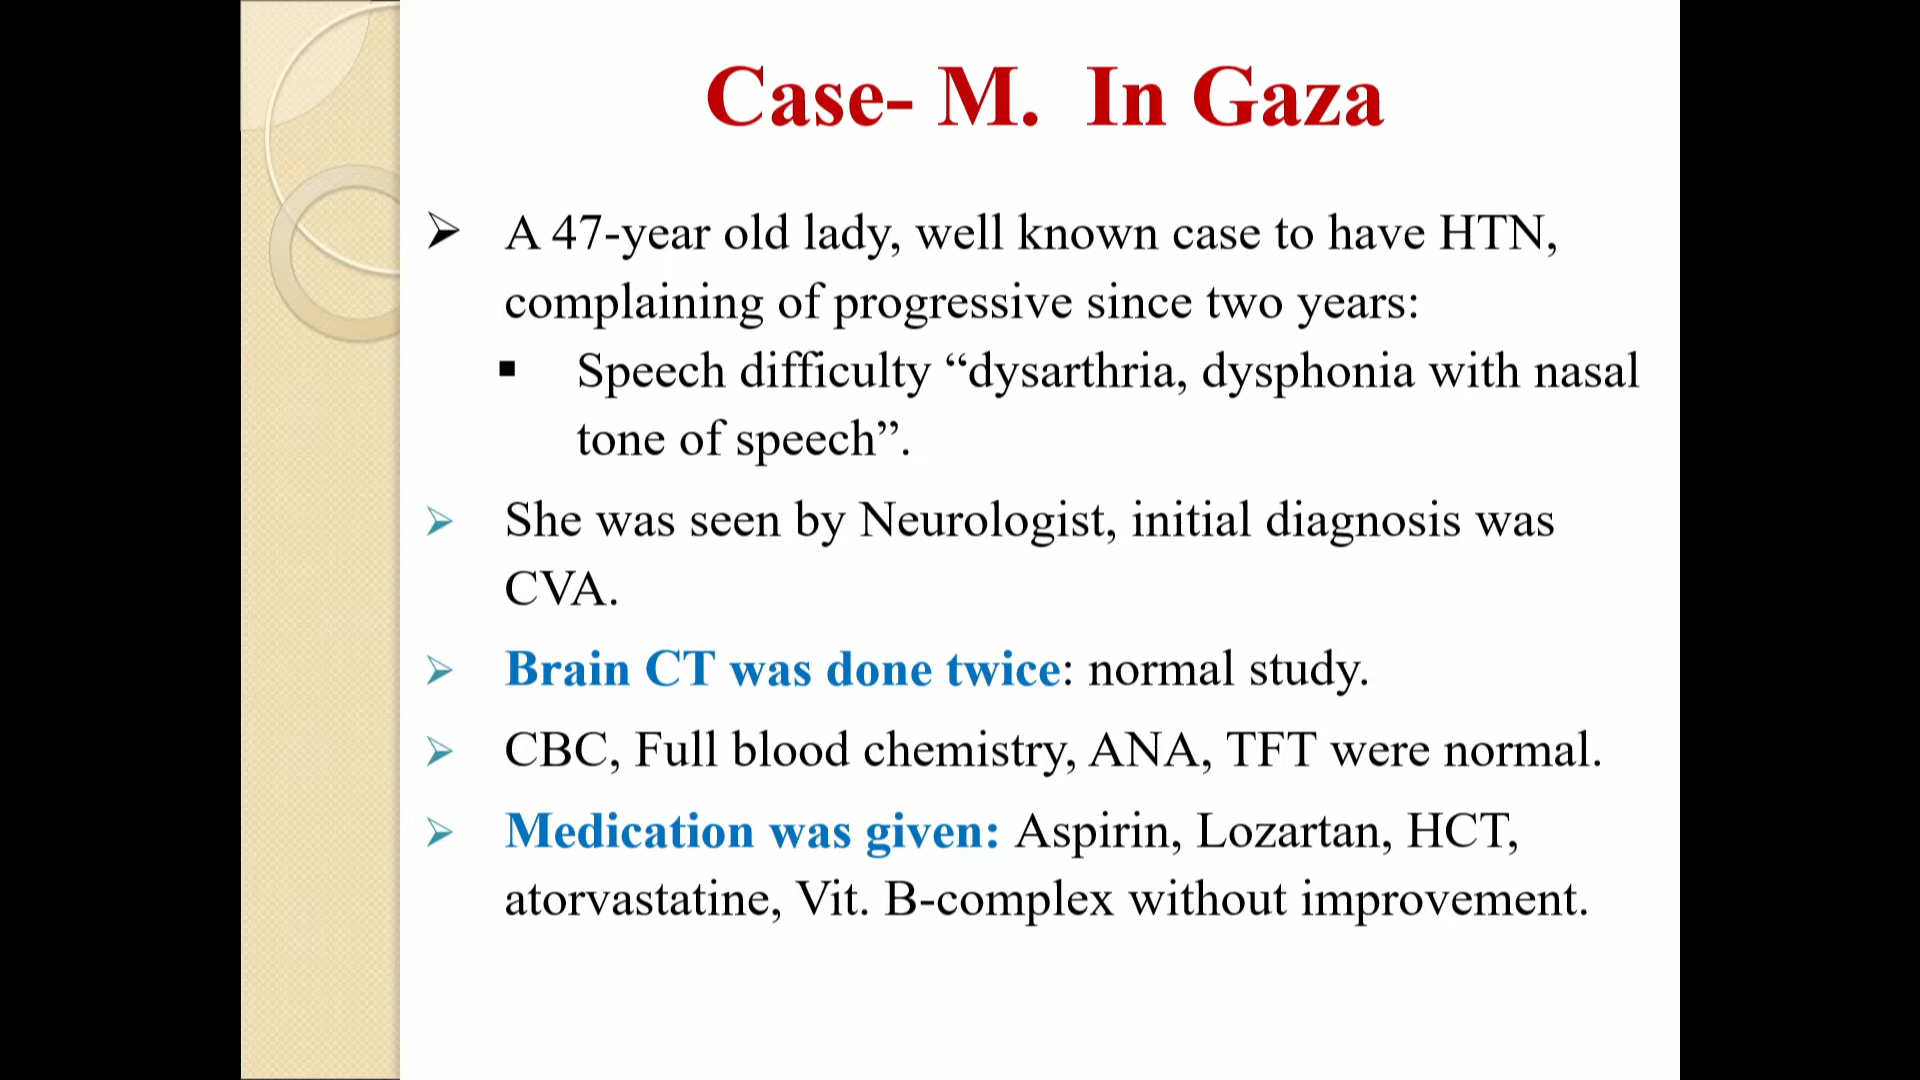 Case- M.  In Gaza
A 47-year old lady, well known case to have HTN,
complaining of progressive since two years:
Speech difficulty “dysarthria, dysphonia with nasal
tone of speech”.
She was seen by Neurologist, initial diagnosis was
CVA.
Brain CT was done twice: normal study.
CBC, Full blood chemistry, ANA, TFT were normal.
Medication was given: Aspirin, Lozartan, HCT,
atorvastatine, Vit. B-complex without improvement.